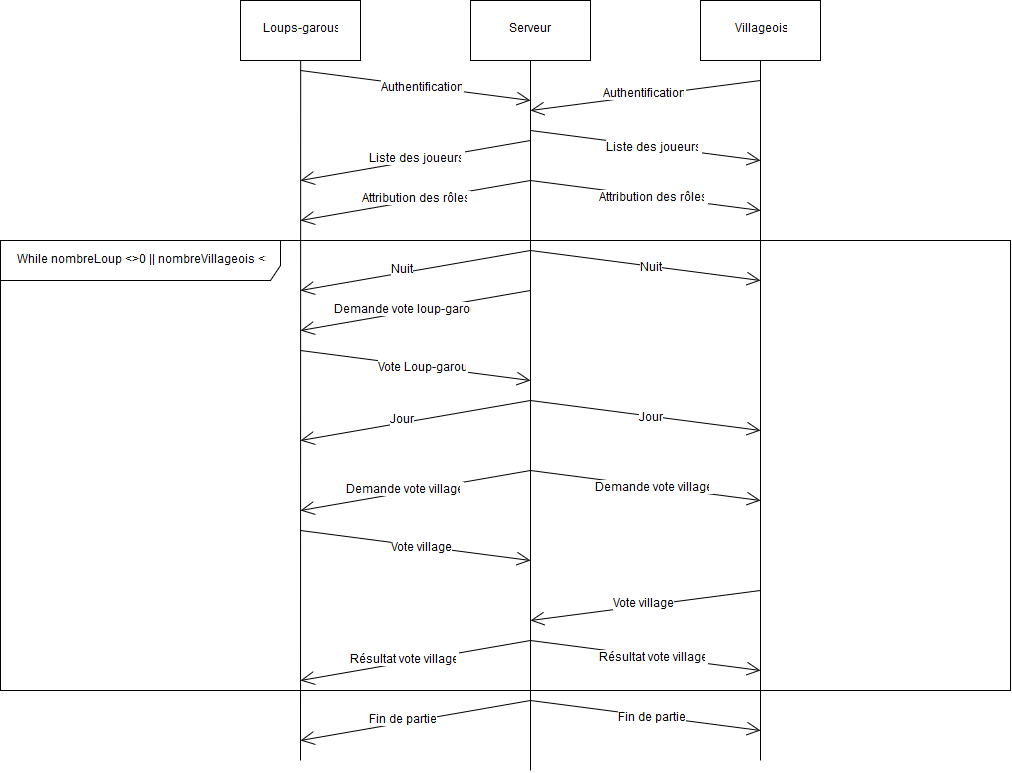 Loups-garous
Serveur
Villageois
Authentification
Authentification
Liste des joueurs
Liste des joueurs
Attribution des rôles
Attribution des rôles
While nombreLoup <>0 || nombreVillageois <
Nuit
Nuit
Demande vote loup-garo
Vote Loup-garou
Jour
Jour
Demande vote village
Demande vote village
Vote village
Vote village
Résultat vote village
Résultat vote village
Fin de partie
Fin de partie